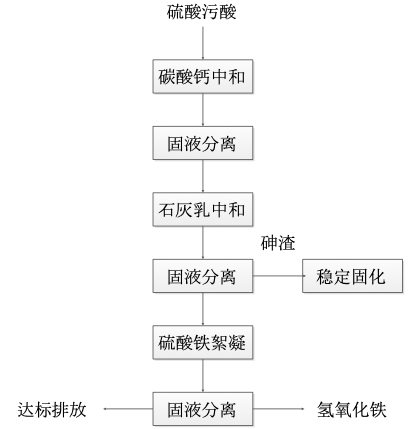 硫酸污酸
碳酸钙中和
固液分离
石灰乳中和
砷渣
固液分离
稳定固化
硫酸铁絮凝
达标排放
固液分离
氢氧化铁